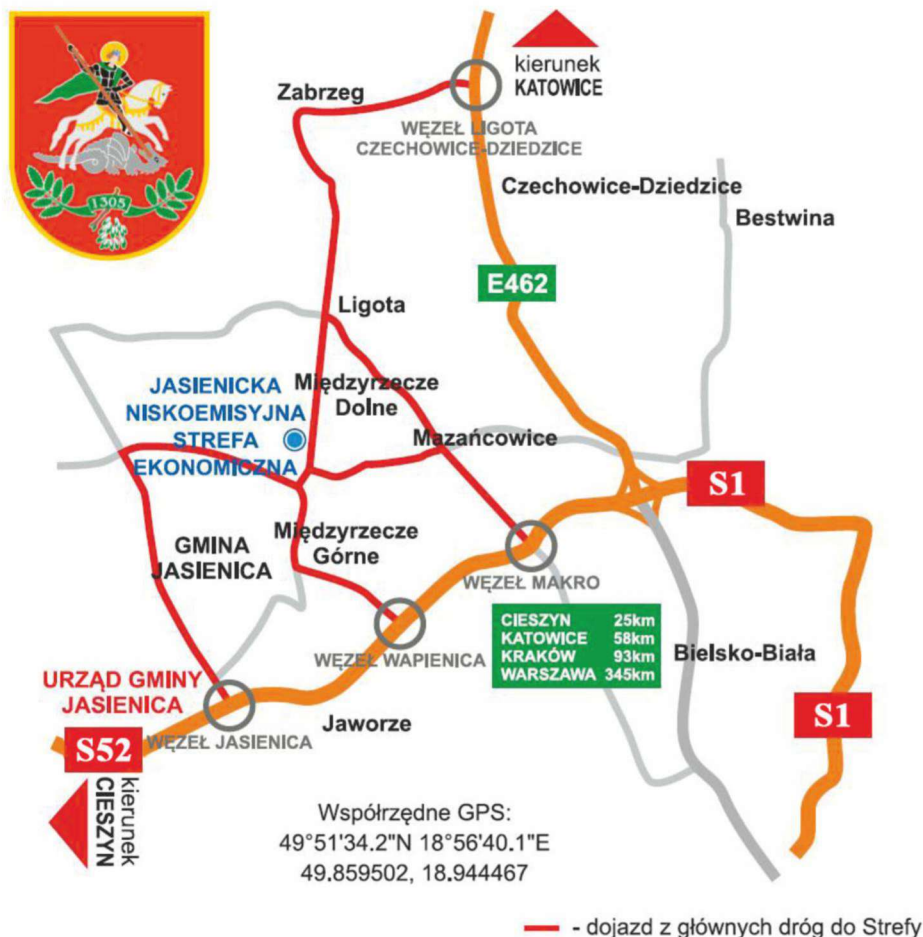 1305
kierunek
KATOWICE
Zabrzeg
WĘZEŁ LIGOTA
CZECHOWICE-DZIEDZICE
Czechowice-Dziedzice
Bestwina
E462
Ligota
JASIENICKA
NISKOEMISYJNA
STREFA
EKONOMICZNA
Międzyrzecze
Dolne
Mazańcowice
S1
GMINA
JASIENICA
Międzyrzecze
Górne
WĘZEŁ MAKRO
CIESZYN 25km
KATOWICE 58km
KRAKÓW 93km
WARSZAWA 345km
WĘZEŁ WAPIENICA
Bielsko-Biała
URZĄD GMINY
JASIENICA
Jaworze
S1
S52
WĘZEŁ JASIENICA
kierunek
CIESZYN
Współrzędne GPS:
49°51'34.2"N 18°56'40.1"E
49.859502, 18.944467
- dojazd z głównych dróg do Strefy